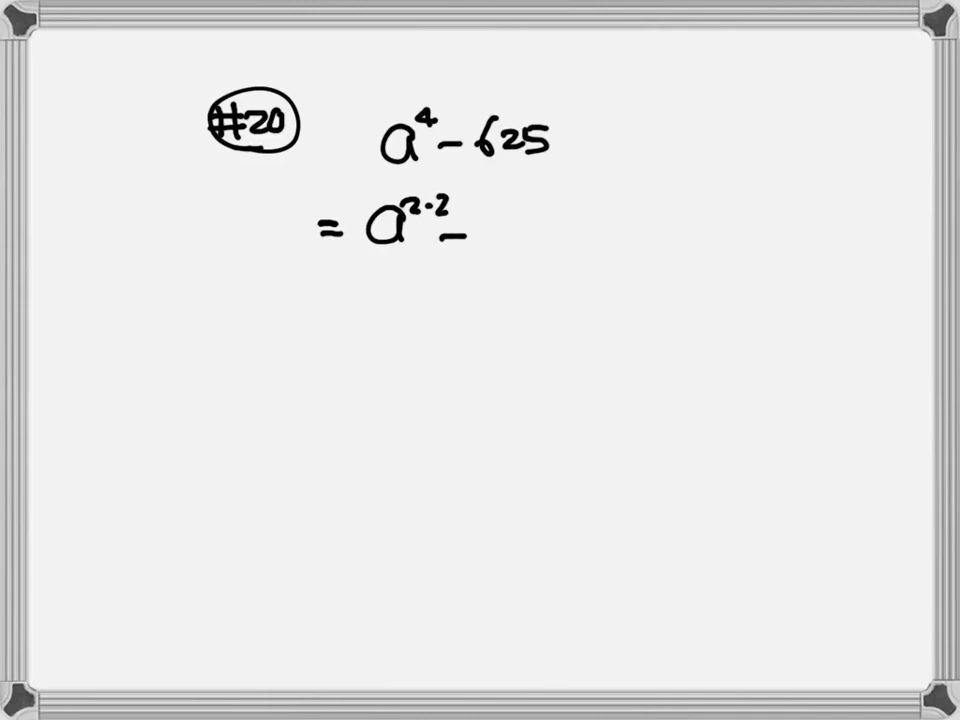 #20 a⁴ - 625
= a²·² -